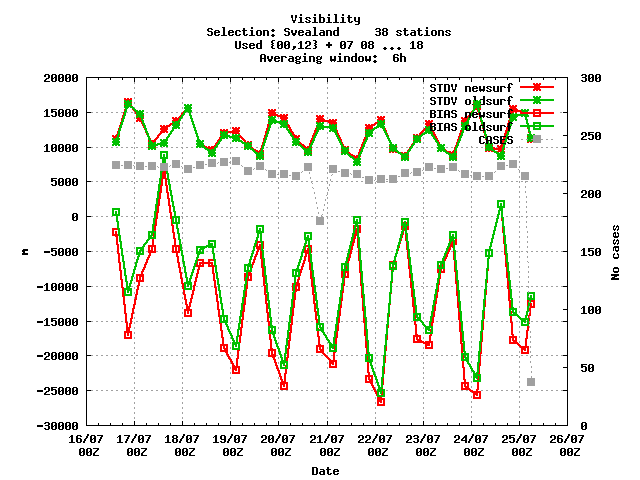 Visibility
Selection: Svealand     38 stations
Used {00,12} + 07 08 ... 18
Averaging window:  6h
STDV newsurf
STDV oldsurf
BIAS newsurf
BIAS oldsurf
CASES
20000
15000
10000
5000
0
-5000
-10000
-15000
-20000
-25000
-30000
m
300
250
200
150
100
50
0
No cases
16/07 17/07 18/07 19/07 20/07 21/07 22/07 23/07 24/07 25/07 26/07
00Z 00Z 00Z 00Z 00Z 00Z 00Z 00Z 00Z 00Z 00Z
Date